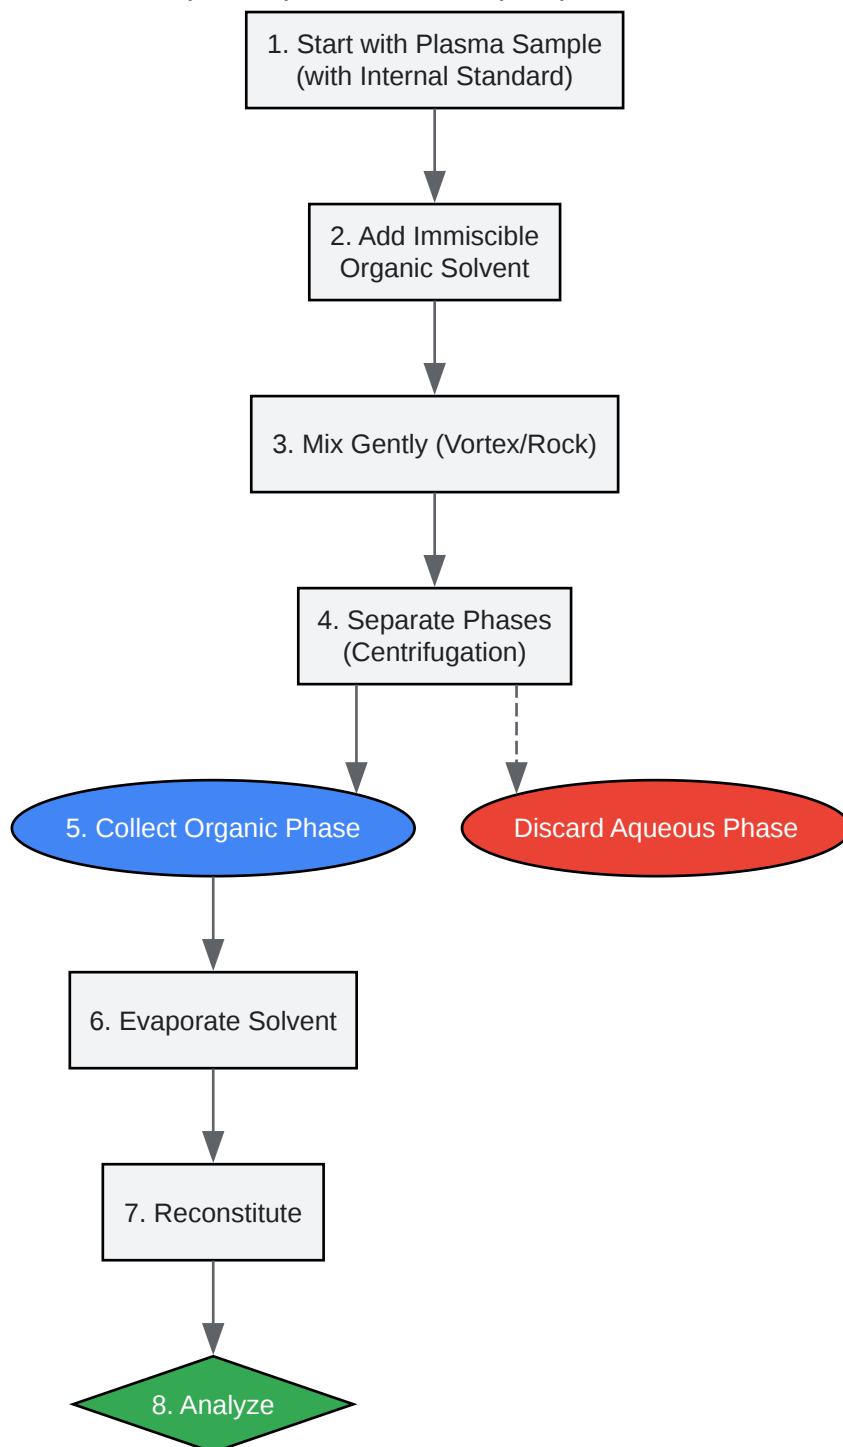 1. Start with Plasma Sample
(with Internal Standard)
2. Add Immiscible
Organic Solvent
3. Mix Gently (Vortex/Rock)
4. Separate Phases
(Centrifugation)
5. Collect Organic Phase
Discard Aqueous Phase
6. Evaporate Solvent
7. Reconstitute
8. Analyze